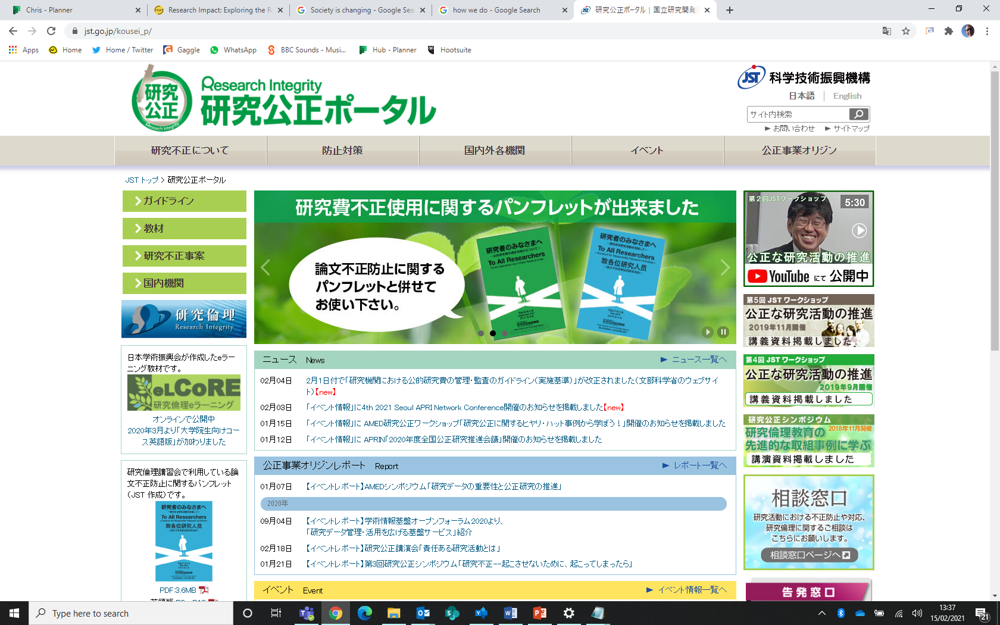 Chris - Planner
Research Impact: Exploring the R
Society is changing - Google Sea
how we do - Google Search
研究公正ポータル | 国立研究開発
jst.go.jp/kousei_p/
Apps
Home
Home / Twitter
Gaggle
WhatsApp
BBC Sounds - Musi...
Hub - Planner
Hootsuite
研究
公正
Research Integrity
Research Integrity
研究公正ポータル
JST 科学技術振興機構
日本語 | English
サイト内検索
► お問い合わせ ► サイトマップ
研究不正について
防止対策
国内外各機関
イベント
公正事業オリジン
JST トップ > 研究公正ポータル
ガイドライン
教材
研究不正事案
国内機関
研究倫理
Research Integrity
日本学術振興会が作成したeラー
ニング教材です。
eLCoRE
研究倫理eラーニング
オンラインで公開中
2020年3月より「大学院生向けコー
ス英語版」が加わりました
研究倫理講習会で利用している論
文不正防止に関するパンフレット
（JST 作成）です。
研究者のみなさまへ
To All Researchers
致各位研究人员
PDF:3.6MB
研究費不正使用に関するパンフレットが出来ました
論文不正防止に関する
パンフレットと併せて
お使い下さい。
研究者のみなさまへ
To All Researchers
研究者のみなさまへ
To All Researchers
致各位研究人员
ニュース News
► ニュース一覧へ
02月04日 2月1日付で「研究機関における公的研究費の管理・監査のガイドライン（実施基準）」が改正されました（文部科学省のウェブサイ
ト）【new】
02月03日 「イベント情報」に4th 2021 Seoul APRI Network Conference開催のお知らせを掲載しました【new】
01月15日 「イベント情報」に AMED研究公正ワークショップ「研究公正に関するヒヤリ・ハット事例から学ぼう！」開催のお知らせを掲載しました
01月12日 「イベント情報」に APRIN「2020年度全国公正研究推進会議」開催のお知らせを掲載しました
公正事業オリジンレポート Report
► レポート一覧へ
01月07日 【イベントレポート】AMEDシンポジウム「研究データの重要性と公正研究の推進」
2020年
09月04日 【イベントレポート】学術情報基盤オープンフォーラム2020より、
「研究データ管理・活用を広げる基盤サービス」紹介
02月18日 【イベントレポート】研究公正講演会「責任ある研究活動とは」
01月21日 【イベントレポート】第3回研究公正シンポジウム「研究不正--起こさせないために、起こってしまったら」
イベント Event
► イベント情報一覧へ
第2回JSTワークショップ
5:30
公正な研究活動の推進
YouTube にて 公開中
第5回 JST ワークショップ
公正な研究活動の推進
2019年11月開催
講義資料掲載しました
第4回 JST ワークショップ
公正な研究活動の推進
2019年9月開催
講義資料掲載しました
研究公正シンポジウム
2018年11月開催
研究倫理教育の
先進的な取組事例に学ぶ
講演資料掲載しました
相談窓口
研究活動における不正防止や対応、
研究倫理に関するご相談は
こちらにお願いします。
相談窓口ページへ
告発窓口
Type here to search
13:37
15/02/2021
21